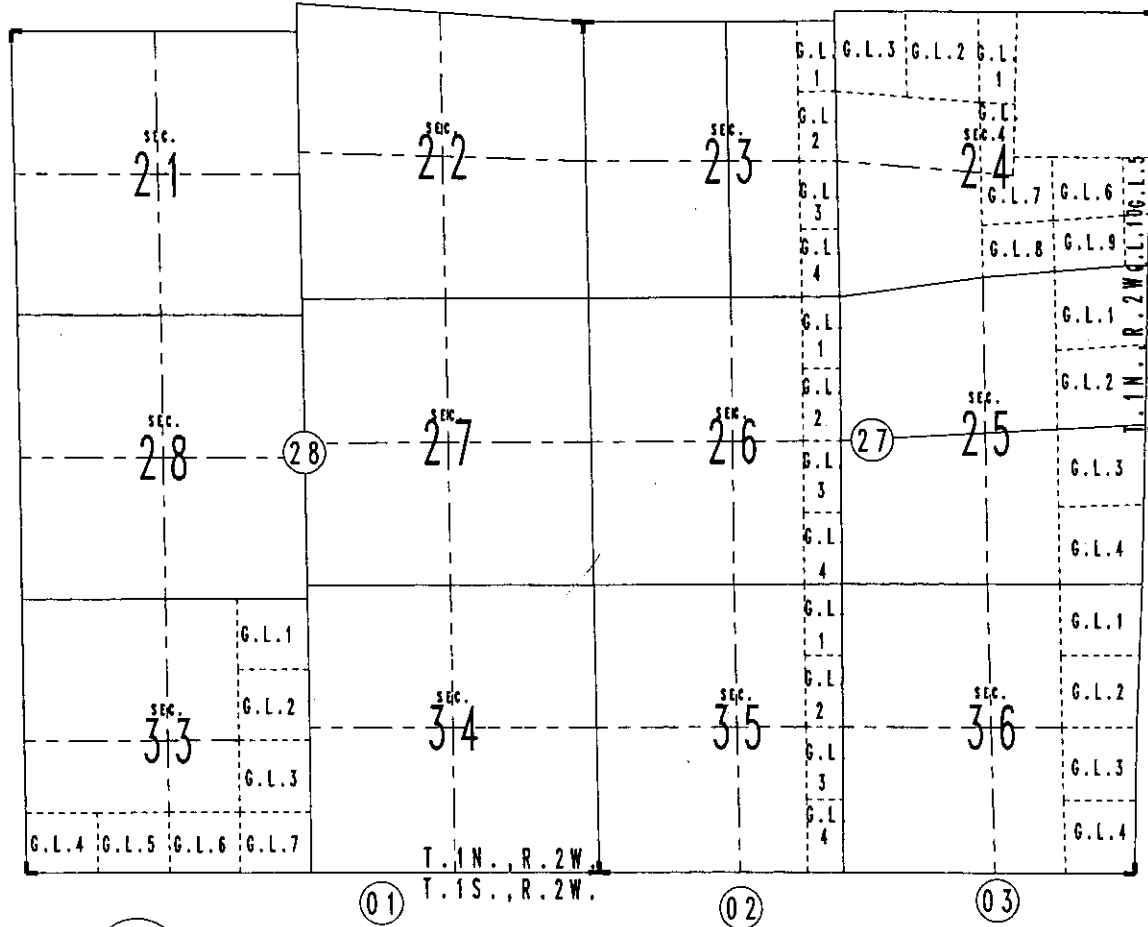 G.L.
1
G.L.3
G.L.2
G.L.
1
SEC.
21
SEC.
22
SEC.
23
G.L
2
G.L.
SEC.4
24
G.L
3
G.L.7
G.L.6
G.L.5
G.L
4
G.L.8
G.L.9
G.L.10
T.1N.,R.2W.
G.L
1
G.L.1
G.L
2
G.L.2
SEC.
28
28
SEC.
27
SEC.
26
27
SEC.
25
G.L
3
G.L.3
G.L
4
G.L.4
G.L.1
G.L
1
G.L.1
G.L.2
G.L
2
G.L.2
SEC.
33
SEC.
34
SEC.
35
SEC.
36
G.L.3
G.L
3
G.L.3
G.L.4
G.L.5
G.L.6
G.L.7
G.L
4
G.L.4
T.1N.,R.2W.
T.1S.,R.2W.
01
02
03